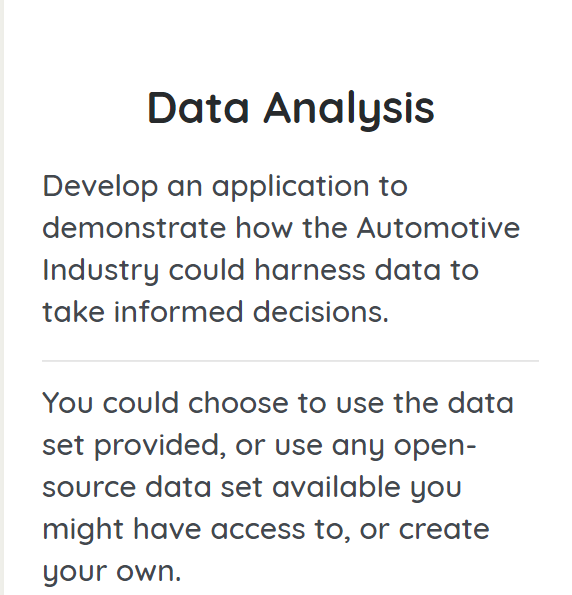 Data Analysis
Develop an application to
demonstrate how the Automotive
Industry could harness data to
take informed decisions.
You could choose to use the data
set provided, or use any open-
source data set available you
might have access to, or create
your own.